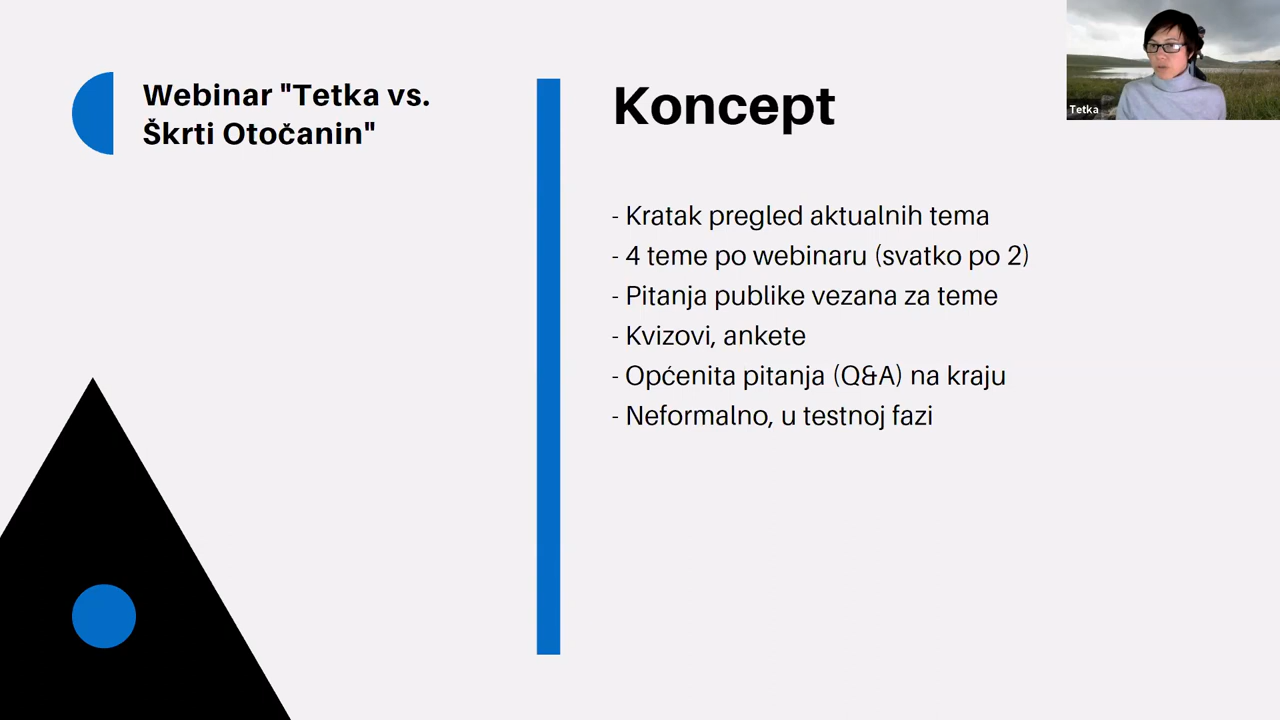 Webinar "Tetka vs.
Škrti Otočanin"
Koncept
- Kratak pregled aktualnih tema
- 4 teme po webinaru (svatko po 2)
- Pitanja publike vezana za teme
- Kvizovi, ankete
- Općenita pitanja (Q&A) na kraju
- Neformalno, u testnoj fazi
Tetka